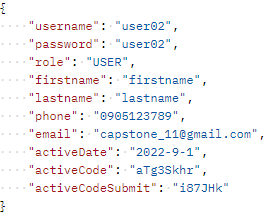 {
"username": "user02",
"password": "user02",
"role": "USER",
"firstname": "firstname",
"lastname": "lastname",
"phone": "0905123789",
"email": "capstone_11@gmail.com",
"activeDate": "2022-9-1",
"activeCode": "aTg3Skhr",
"activeCodeSubmit": "i87JHk"
}